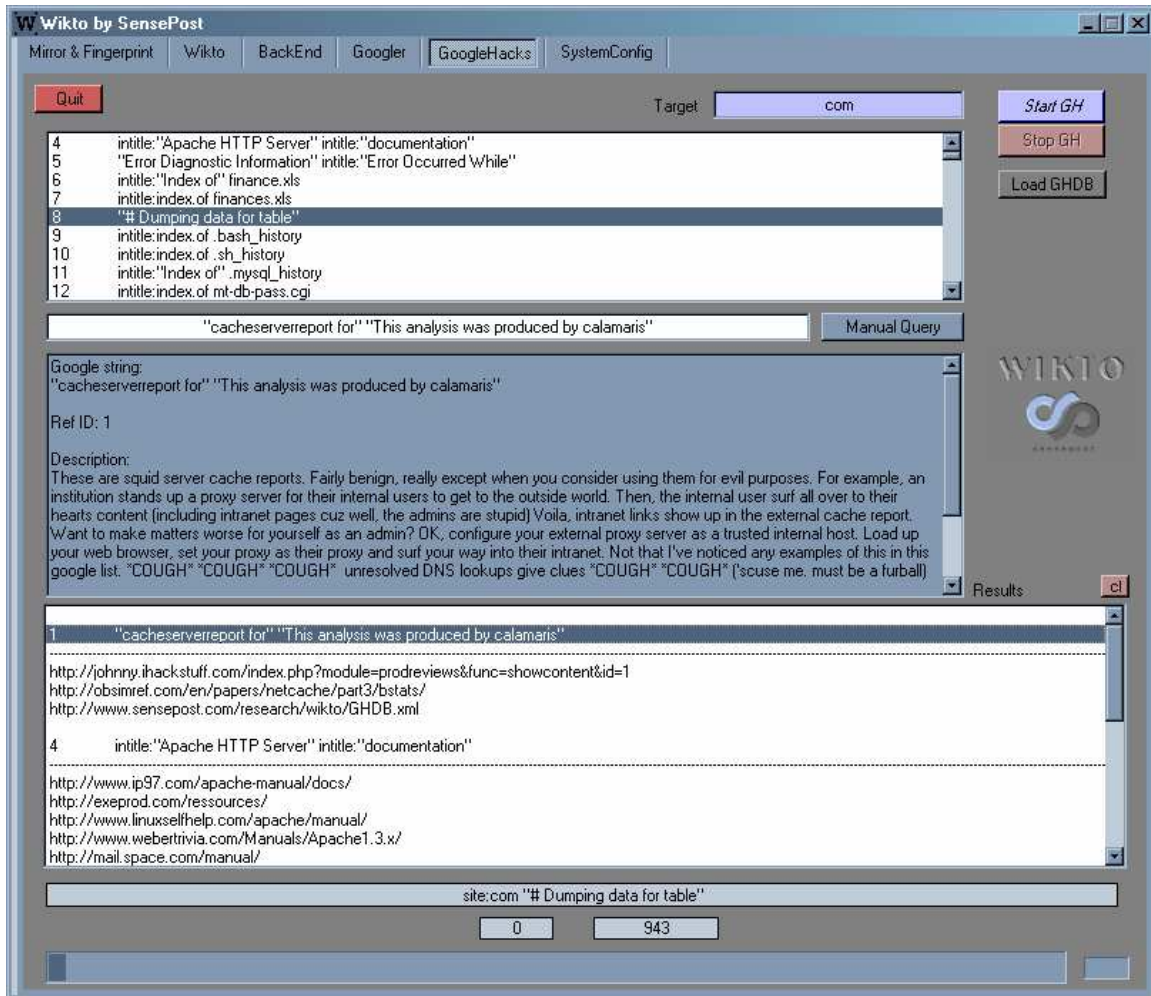 Wikto by SensePost
Mirror & Fingerprint Wikto BackEnd Googler GoogleHacks SystemConfig
Quit Target com Start GH
Stop GH
Load GHDB
4 intitle:"Apache HTTP Server" intitle:"documentation"
5 "Error Diagnostic Information" intitle:"Error Occurred While"
6 intitle:"Index of" finance.xls
7 intitle:index.of finances.xls
8 "# Dumping data for table"
9 intitle:index.of .bash_history
10 intitle:index.of .sh_history
11 intitle:"Index of" .mysql_history
12 intitle:index.of mt-db-pass.cgi
"cacheserverreport for" "This analysis was produced by calamaris" Manual Query
Google string:
"cacheserverreport for" "This analysis was produced by calamaris"
Ref ID: 1
Description:
These are squid server cache reports. Fairly benign, really except when you consider using them for evil purposes. For example, an
institution stands up a proxy server for their internal users to get to the outside world. Then, the internal user surf all over to their
hearts content (including intranet pages cuz well, the admins are stupid) Voila, intranet links show up in the external cache report.
Want to make matters worse for yourself as an admin? OK, configure your external proxy server as a trusted internal host. Load up
your web browser, set your proxy as their proxy and surf your way into their intranet. Not that I've noticed any examples of this in this
google list. *COUGH* *COUGH* *COUGH* unresolved DNS lookups give clues *COUGH* *COUGH* ('scuse me. must be a furball)
WIKTO
SENSEPOST
Results cl
1 "cacheserverreport for" "This analysis was produced by calamaris"
http://johnny.ihackstuff.com/index.php?module=prodreviews&func=showcontent&id=1
http://obsimref.com/en/papers/netcache/part3/bstats/
http://www.sensepost.com/research/wikto/GHDB.xml
4 intitle:"Apache HTTP Server" intitle:"documentation"
http://www.ip97.com/apache-manual/docs/
http://exeprod.com/ressources/
http://www.linuxselfhelp.com/apache/manual/
http://www.webertrivia.com/Manuals/Apache1.3.x/
http://mail.space.com/manual/
site:com "# Dumping data for table"
0 943